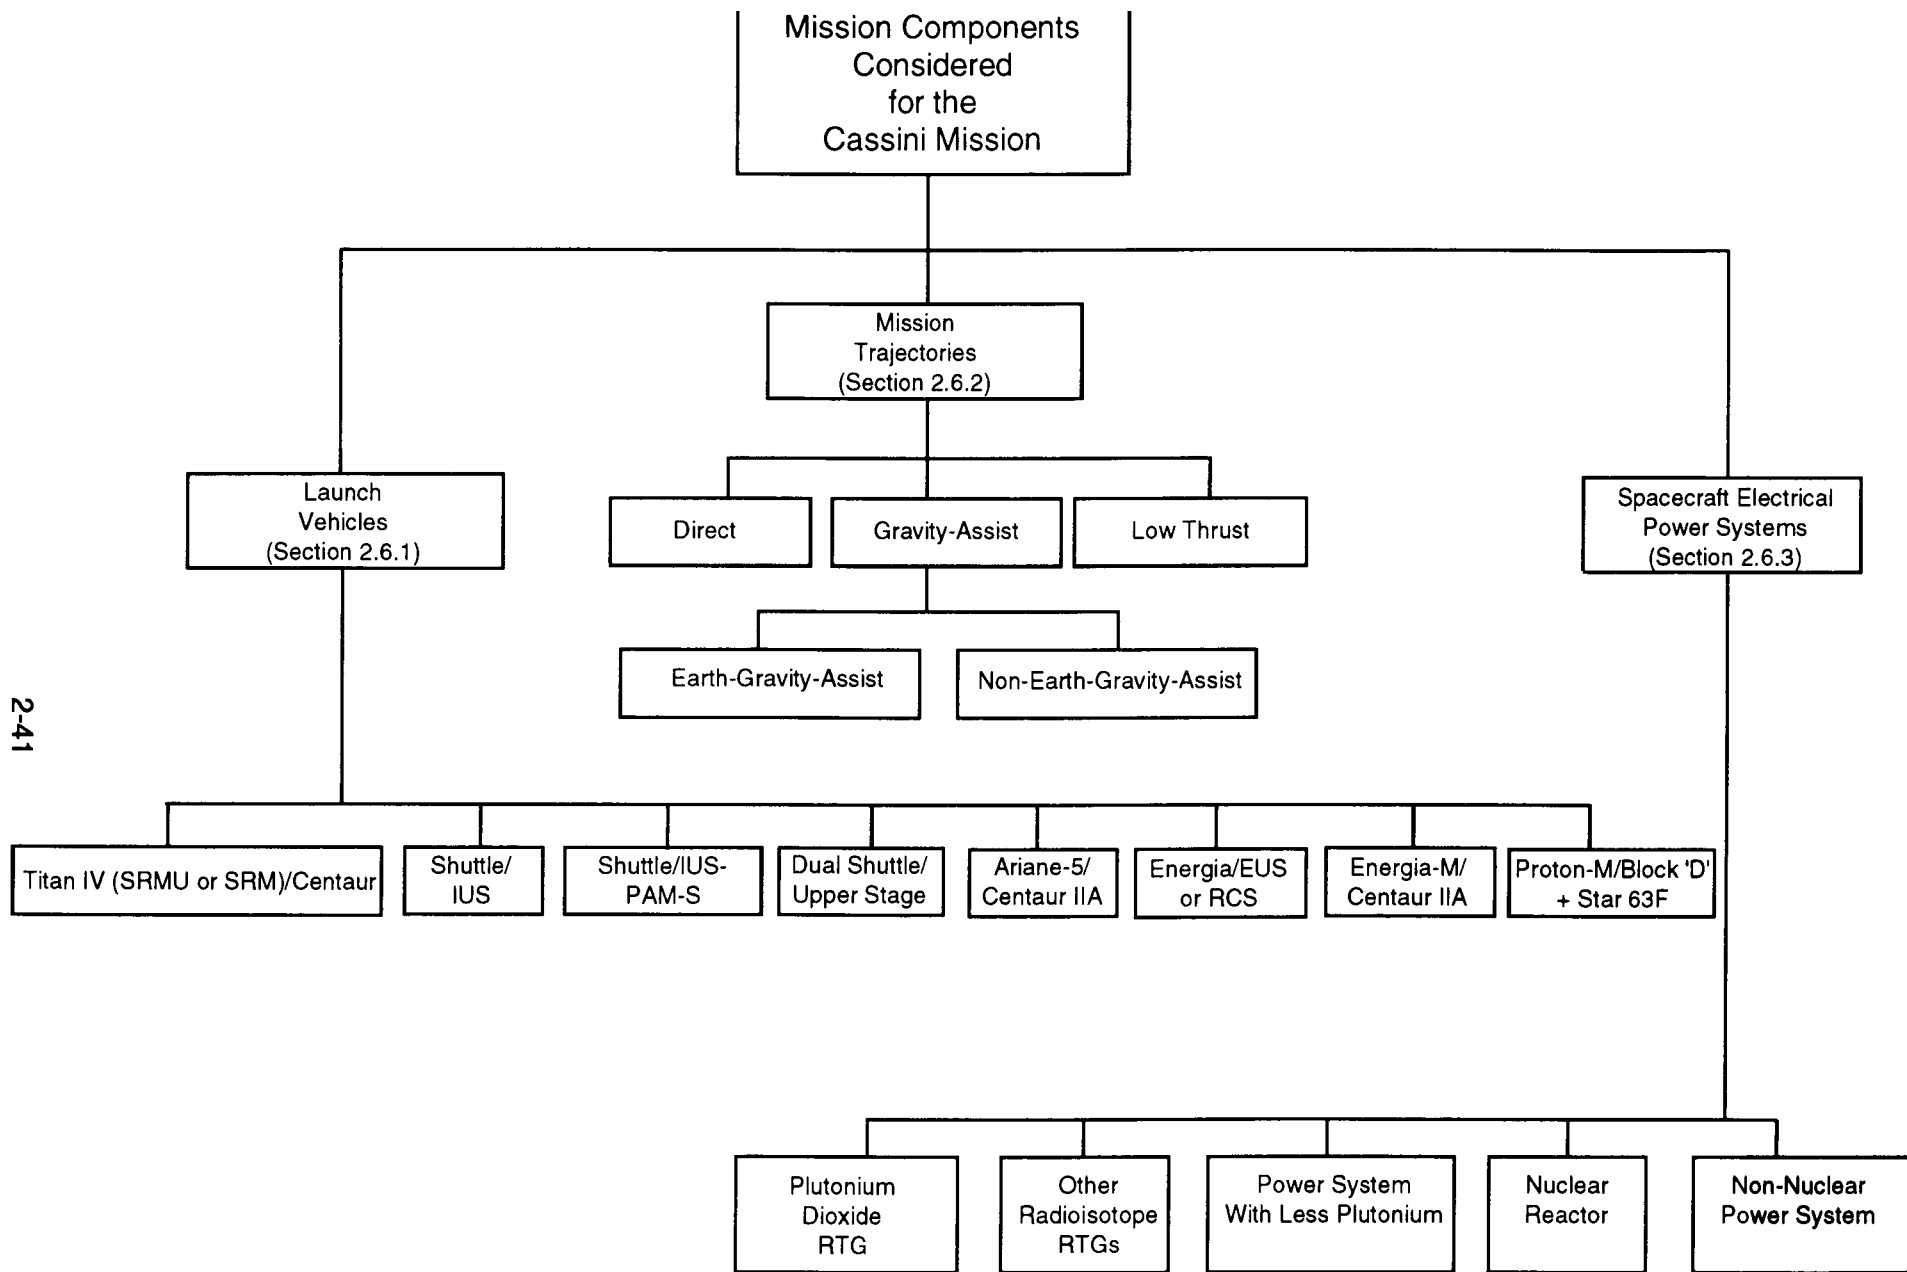 Mission Components
Considered
for the
Cassini Mission
Mission
Trajectories
(Section 2.6.2)
Launch
Vehicles
(Section 2.6.1)
Direct
Gravity-Assist
Low Thrust
Spacecraft Electrical
Power Systems
(Section 2.6.3)
Earth-Gravity-Assist
Non-Earth-Gravity-Assist
2-41
Titan IV (SRMU or SRM)/Centaur
Shuttle/
IUS
Shuttle/IUS-
PAM-S
Dual Shuttle/
Upper Stage
Ariane-5/
Centaur IIA
Energia/EUS
or RCS
Energia-M/
Centaur IIA
Proton-M/Block 'D'
+ Star 63F
Plutonium
Dioxide
RTG
Other
Radioisotope
RTGs
Power System
With Less Plutonium
Nuclear
Reactor
Non-Nuclear
Power System